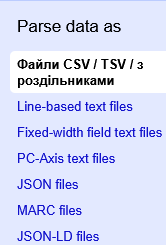 Parse data as
Файли CSV / TSV / з
роздільниками
Line-based text files
Fixed-width field text files
PC-Axis text files
JSON files
MARC files
JSON-LD files